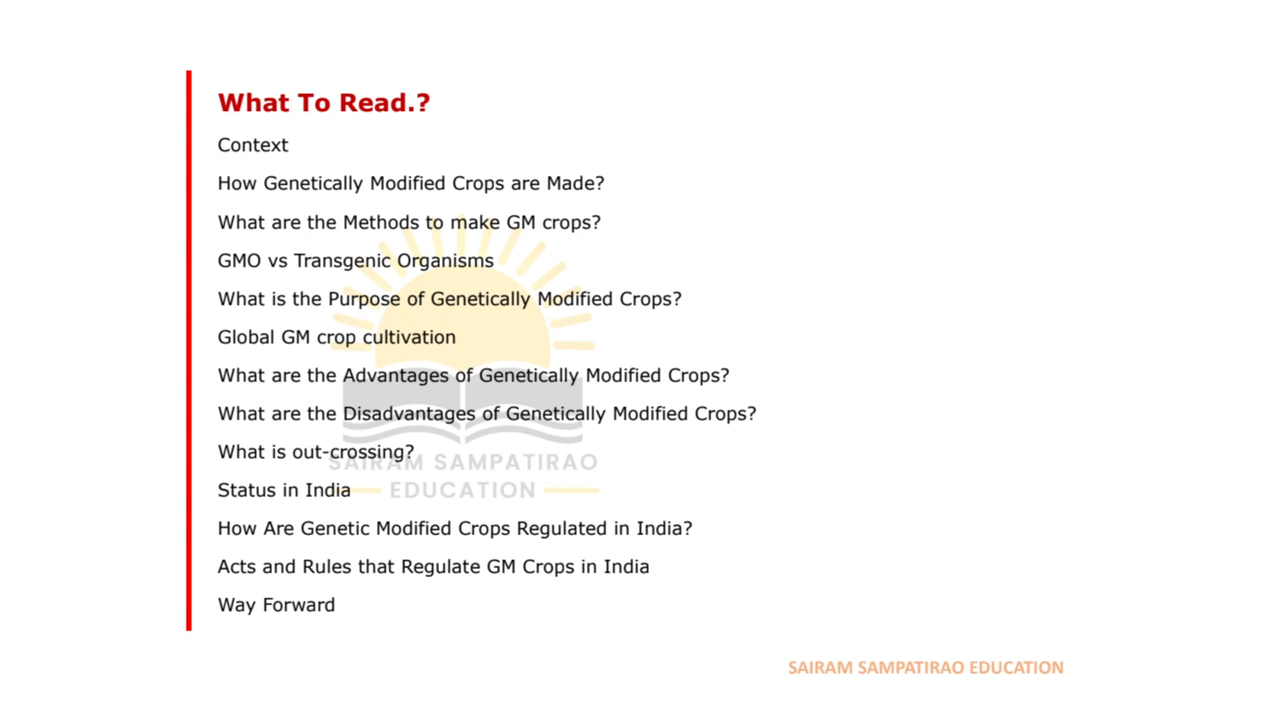 What To Read.?
Context
How Genetically Modified Crops are Made?
What are the Methods to make GM crops?
GMO vs Transgenic Organisms
What is the Purpose of Genetically Modified Crops?
Global GM crop cultivation
What are the Advantages of Genetically Modified Crops?
What are the Disadvantages of Genetically Modified Crops?
What is out-crossing?
SAIRAM SAMPATIRAO
Status in India
EDUCATION
How Are Genetic Modified Crops Regulated in India?
Acts and Rules that Regulate GM Crops in India
Way Forward
SAIRAM SAMPATIRAO EDUCATION